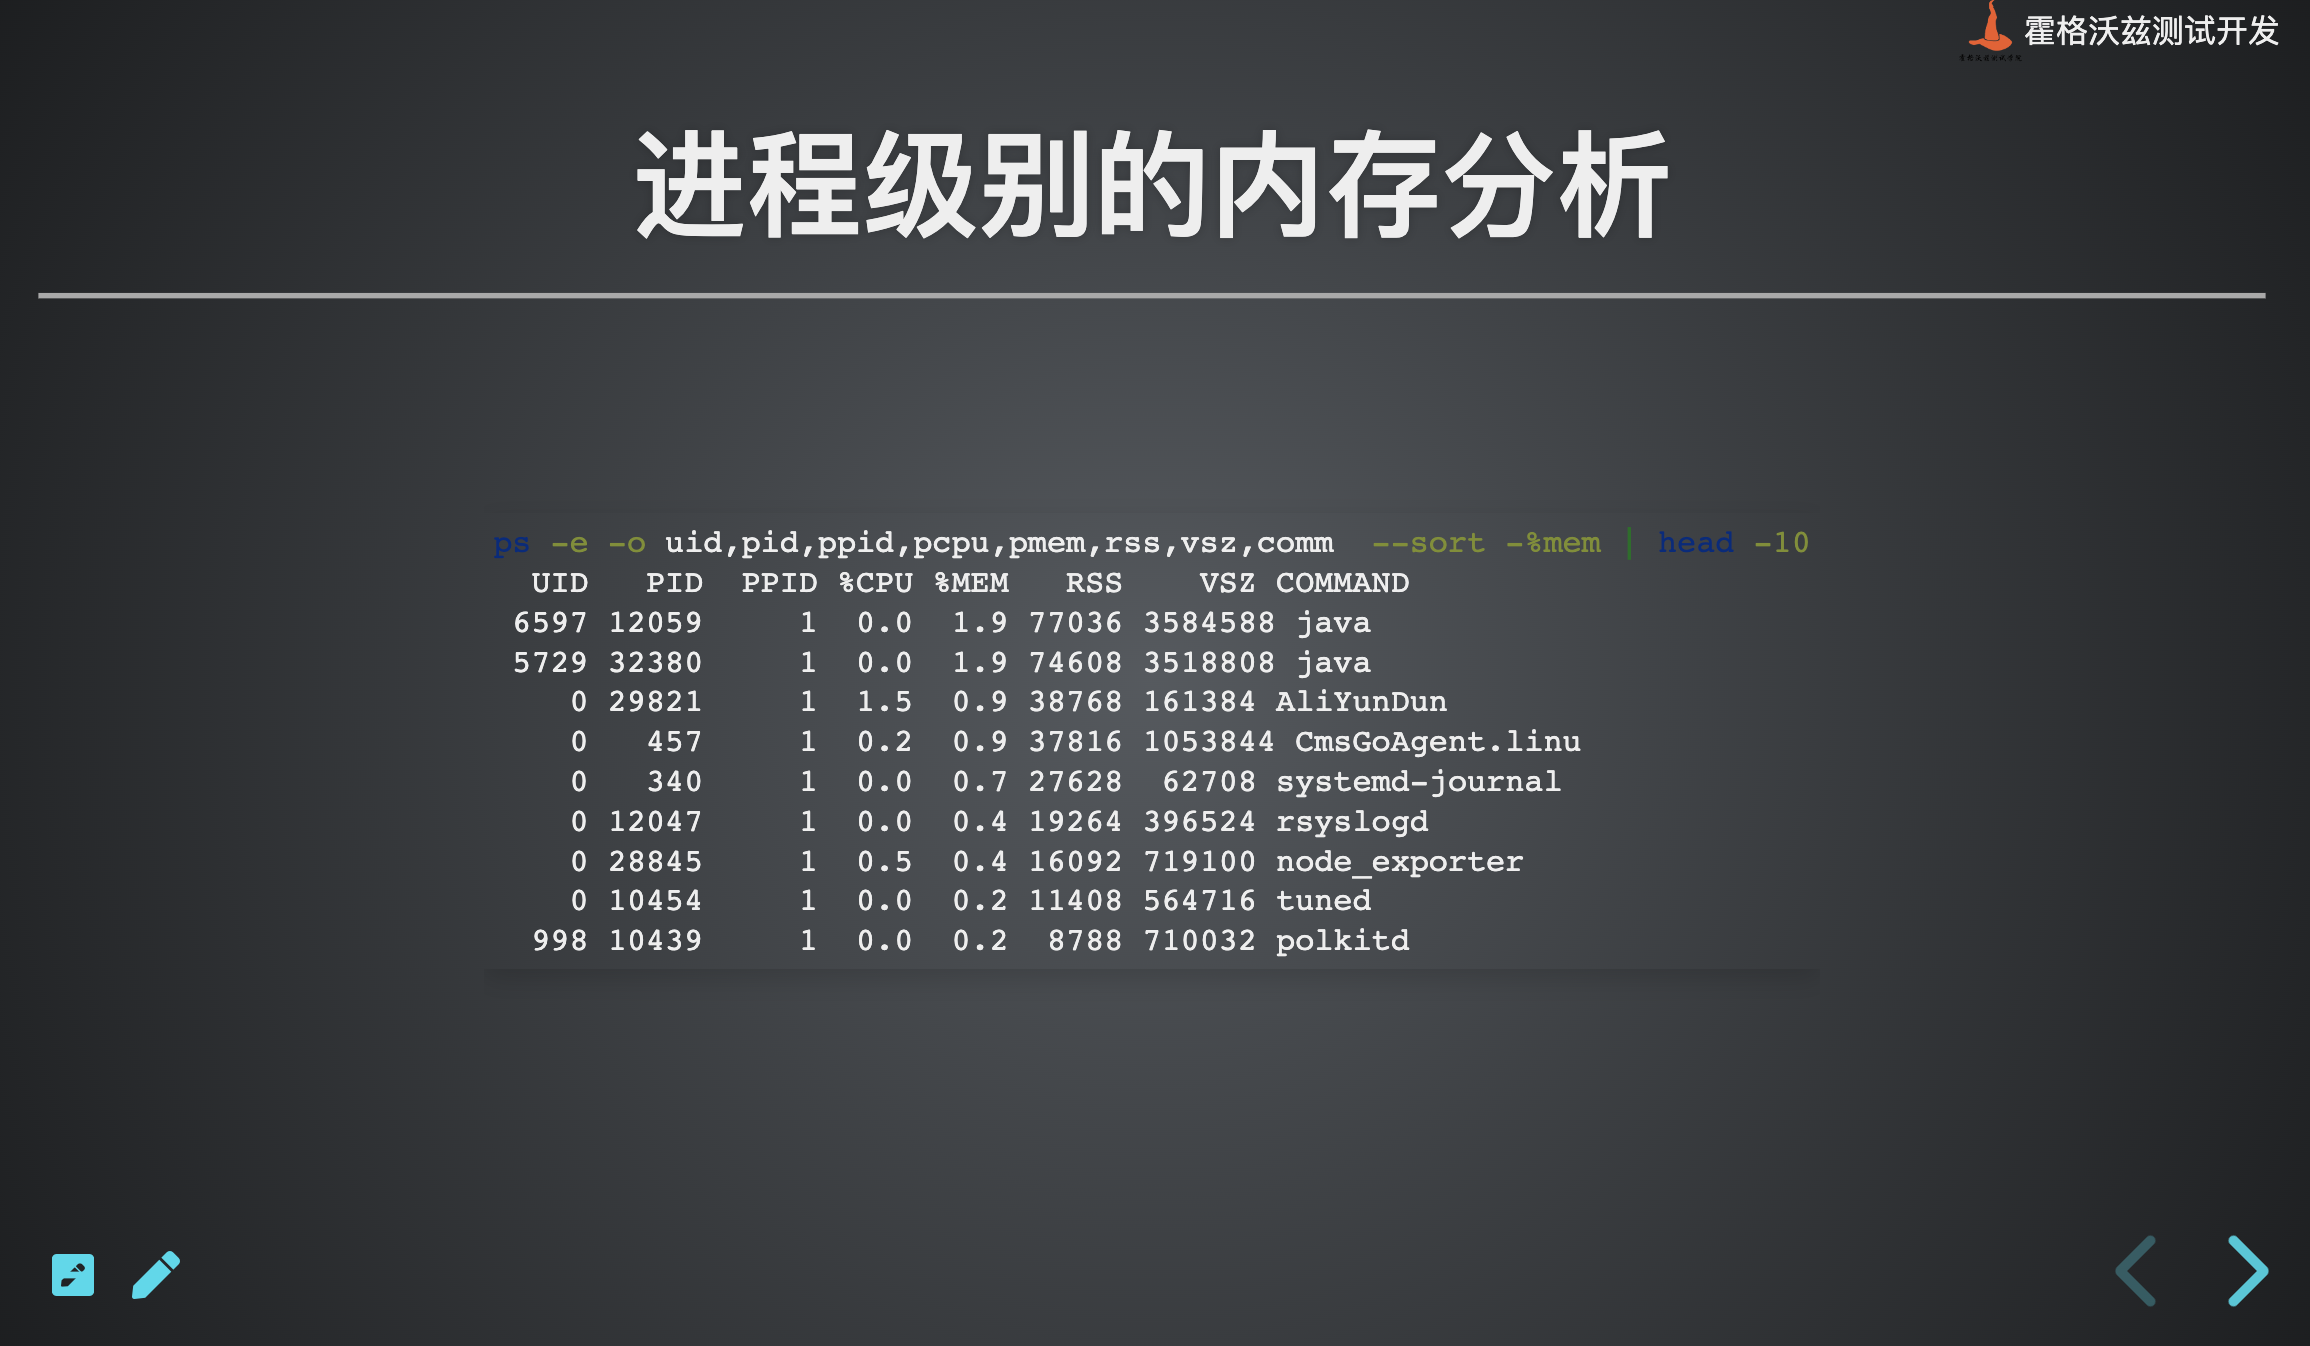 霍格沃兹测试开发
进程级别的内存分析
ps -e -o uid,pid,ppid,pcpu,pmem,rss,vsz,comm  --sort -%mem | head -10
  UID   PID  PPID %CPU %MEM   RSS    VSZ COMMAND
 6597 12059     1  0.0  1.9 77036 3584588 java
 5729 32380     1  0.0  1.9 74608 3518808 java
    0 29821     1  1.5  0.9 38768 161384 AliYunDun
    0   457     1  0.2  0.9 37816 1053844 CmsGoAgent.linu
    0   340     1  0.0  0.7 27628  62708 systemd-journal
    0 12047     1  0.0  0.4 19264 396524 rsyslogd
    0 28845     1  0.5  0.4 16092 719100 node_exporter
    0 10454     1  0.0  0.2 11408 564716 tuned
  998 10439     1  0.0  0.2  8788 710032 polkitd